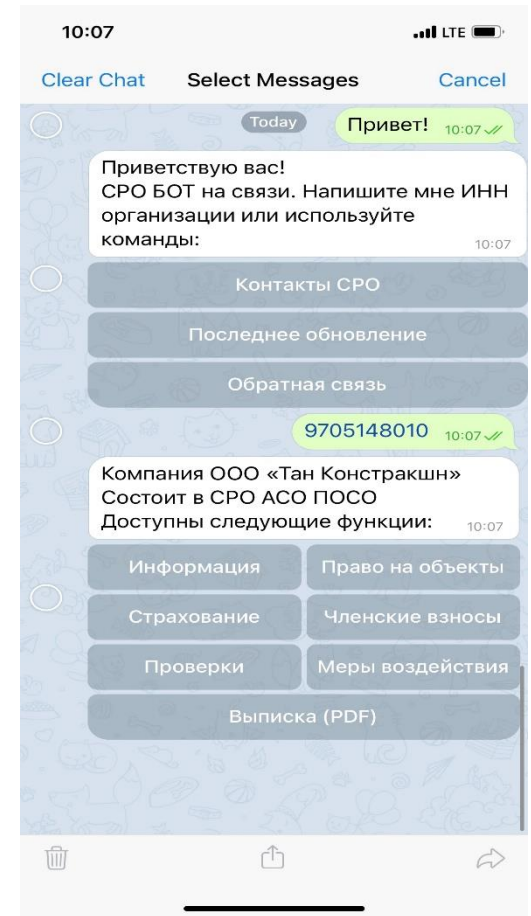 10:07 LTE
Clear Chat Select Messages Cancel
Today
Привет! 10:07
Приветствую вас!
СРО БОТ на связи. Напишите мне ИНН
организации или используйте
команды: 10:07
Контакты СРО
Последнее обновление
Обратная связь
9705148010 10:07
Компания ООО «Тан Констракшн»
Состоит в СРО АСО ПОСО
Доступны следующие функции: 10:07
Информация Право на объекты
Страхование Членские взносы
Проверки Меры воздействия
Выписка (PDF)